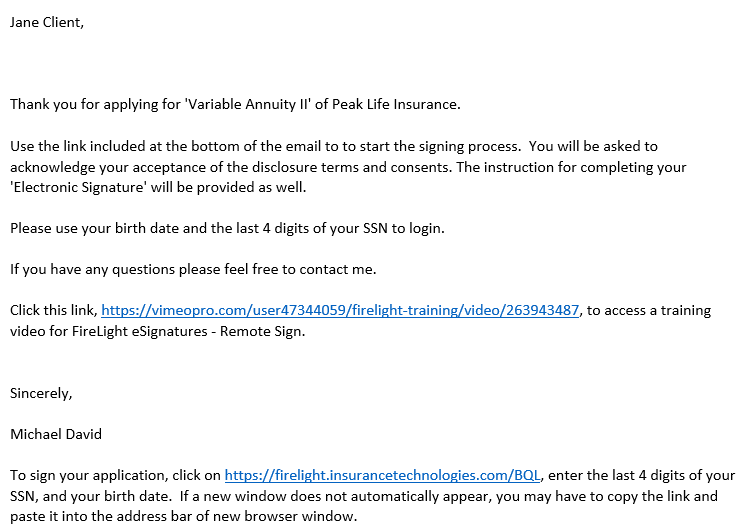 Jane Client,
Thank you for applying for 'Variable Annuity II' of Peak Life Insurance.
Use the link included at the bottom of the email to to start the signing process.  You will be asked to
acknowledge your acceptance of the disclosure terms and consents. The instruction for completing your
'Electronic Signature' will be provided as well.
Please use your birth date and the last 4 digits of your SSN to login.
If you have any questions please feel free to contact me.
Click this link, https://vimeopro.com/user47344059/firelight-training/video/263943487, to access a training
video for FireLight eSignatures - Remote Sign.
Sincerely,
Michael David
To sign your application, click on https://firelight.insurancetechnologies.com/BQL, enter the last 4 digits of your
SSN, and your birth date.  If a new window does not automatically appear, you may have to copy the link and
paste it into the address bar of new browser window.